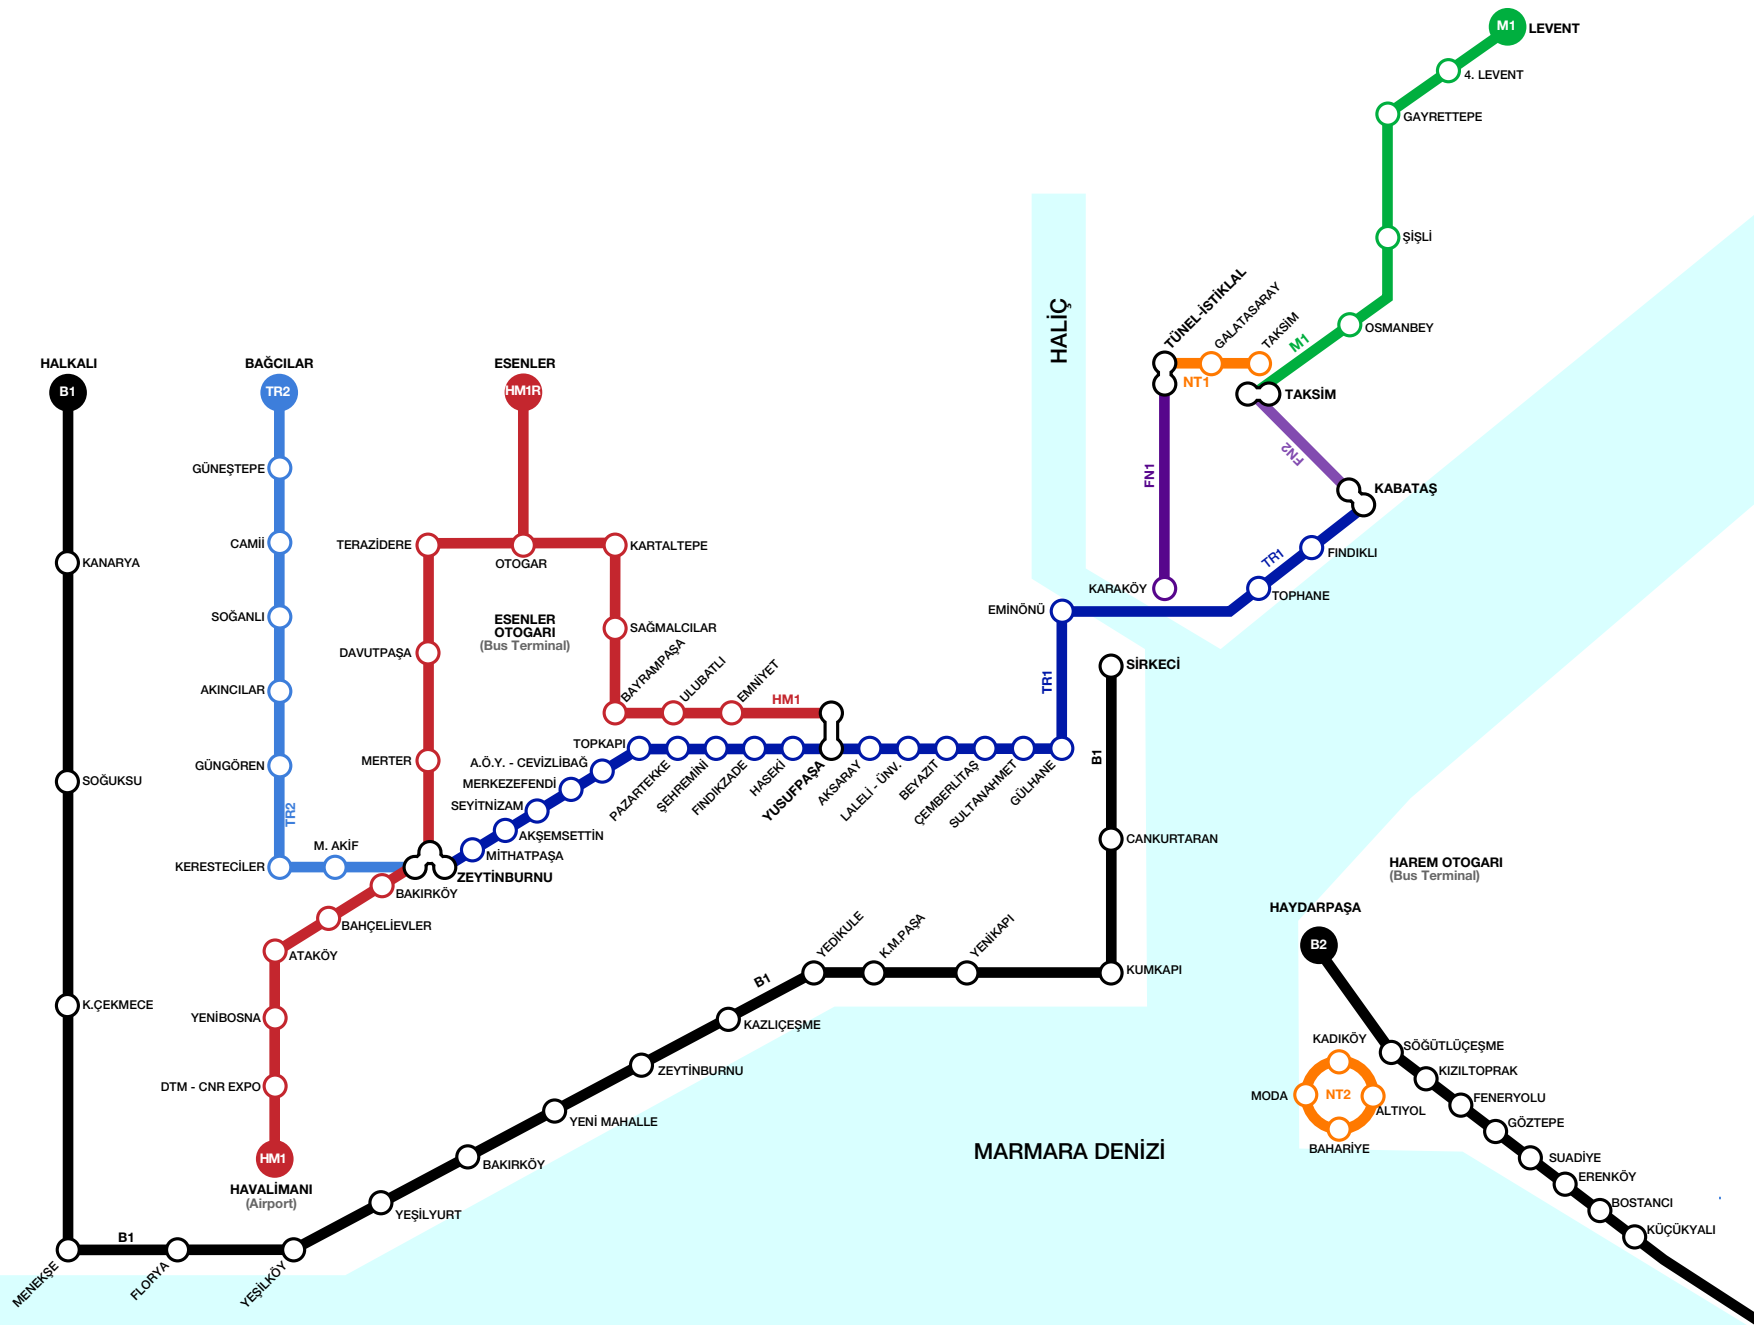 M1
LEVENT
4. LEVENT
GAYRETTEPE
ŞİŞLİ
OSMANBEY
M1
TAKSİM
TÜNEL-İSTİKLAL
GALATASARAY
TAKSİM
NT1
HALİÇ
FN1
FN2
KABATAŞ
FINDIKLI
TR1
TOPHANE
KARAKÖY
EMİNÖNÜ
TR1
SİRKECİ
B1
CANKURTARAN
KUMKAPI
HALKALI
B1
KANARYA
SOĞUKSU
K.ÇEKMECE
MENEKŞE
B1
FLORYA
YEŞİLKÖY
YEŞİLYURT
BAKIRKÖY
YENİ MAHALLE
ZEYTİNBURNU
KAZLIÇEŞME
B1
YEDİKULE
K.M.PAŞA
YENİKAPI
BAĞCILAR
TR2
GÜNEŞTEPE
CAMİİ
SOĞANLI
AKINCILAR
GÜNGÖREN
TR2
KERESTECİLER
M. AKİF
ZEYTİNBURNU
ESENLER
HM1R
TERAZİDERE
OTOGAR
KARTALTEPE
ESENLER
OTOGARI
(Bus Terminal)
DAVUTPAŞA
MERTER
SAĞMALCILAR
BAYRAMPAŞA
ULUBATLI
EMNİYET
HM1
BAKIRKÖY
BAHÇELİEVLER
ATAKÖY
YENİBOSNA
DTM - CNR EXPO
HM1
HAVALİMANI
(Airport)
MİTHATPAŞA
AKŞEMSETTİN
SEYİTNİZAM
MERKEZEFENDİ
A.Ö.Y. - CEVİZLİBAĞ
TOPKAPI
PAZARTEKKE
ŞEHREMİNİ
FINDIKZADE
HASEKİ
YUSUFPAŞA
AKSARAY
LALELİ - ÜNV.
BEYAZIT
ÇEMBERLİTAŞ
SULTANAHMET
GÜLHANE
MARMARA DENİZİ
HAREM OTOGARI
(Bus Terminal)
HAYDARPAŞA
B2
SÖĞÜTLÜÇEŞME
KIZILTOPRAK
FENERYOLU
GÖZTEPE
SUADİYE
ERENKÖY
BOSTANCI
KÜÇÜKYALI
KADIKÖY
MODA
NT2
ALTIYOL
BAHARİYE